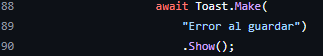 88 await Toast.Make(
89 "Error al guardar")
90 .Show();